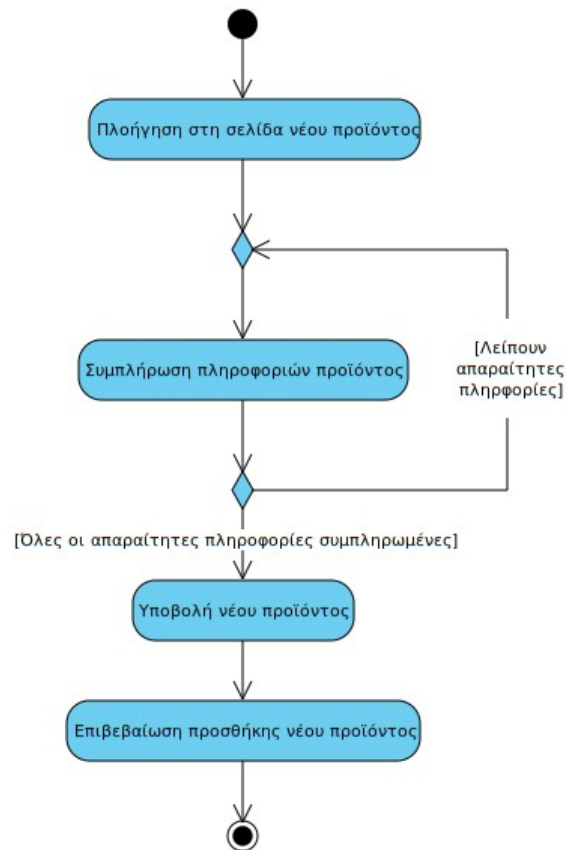 Πλοήγηση στη σελίδα νέου προϊόντος
Συμπλήρωση πληροφοριών προϊόντος
[Λείπουν
απαραίτητες
πληρφορίες]
[Όλες οι απαραίτητες πληροφορίες συμπληρωμένες]
Υποβολή νέου προϊόντος
Επιβεβαίωση προσθήκης νέου προϊόντος